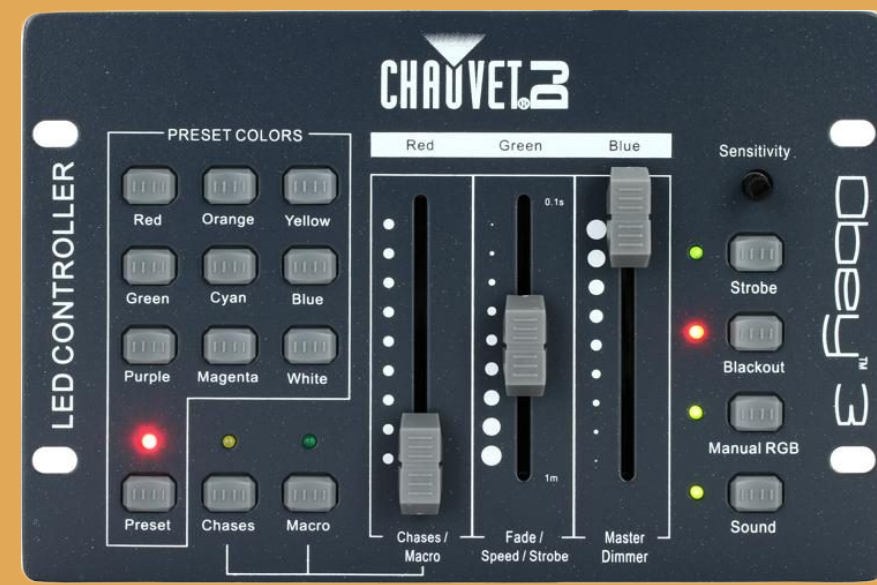 CHAUVET® DJ
LED CONTROLLER
PRESET COLORS
Red
Orange
Yellow
Green
Cyan
Blue
Purple
Magenta
White
Preset
Chases
Macro
Red
Green
Blue
0.1s
1m
Chases /
Macro
Fade /
Speed / Strobe
Master
Dimmer
Sensitivity
Strobe
Blackout
Manual RGB
Sound
obey™ 3